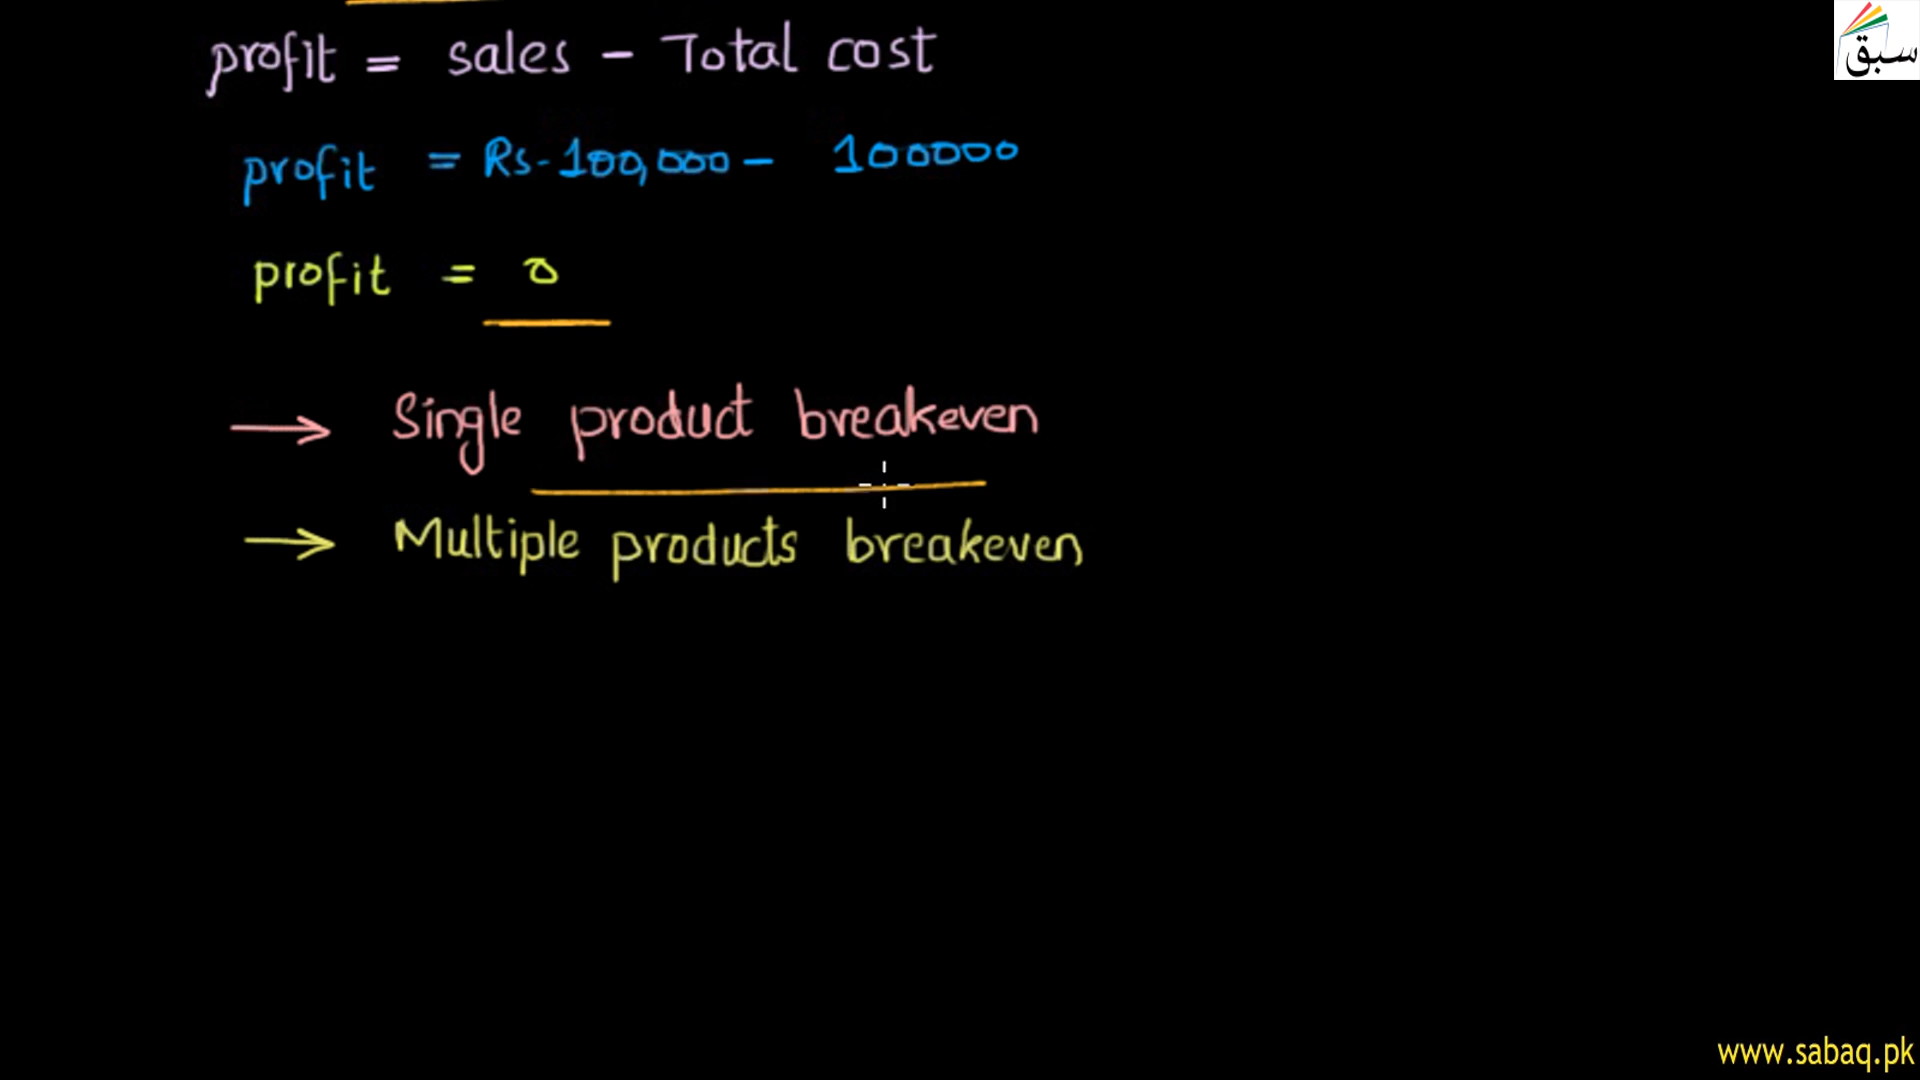 سبق
profit = sales - Total cost
profit = Rs-100,000 - 100000
profit = 0
→ Single product breakeven
→ Multiple products breakeven
www.sabaq.pk